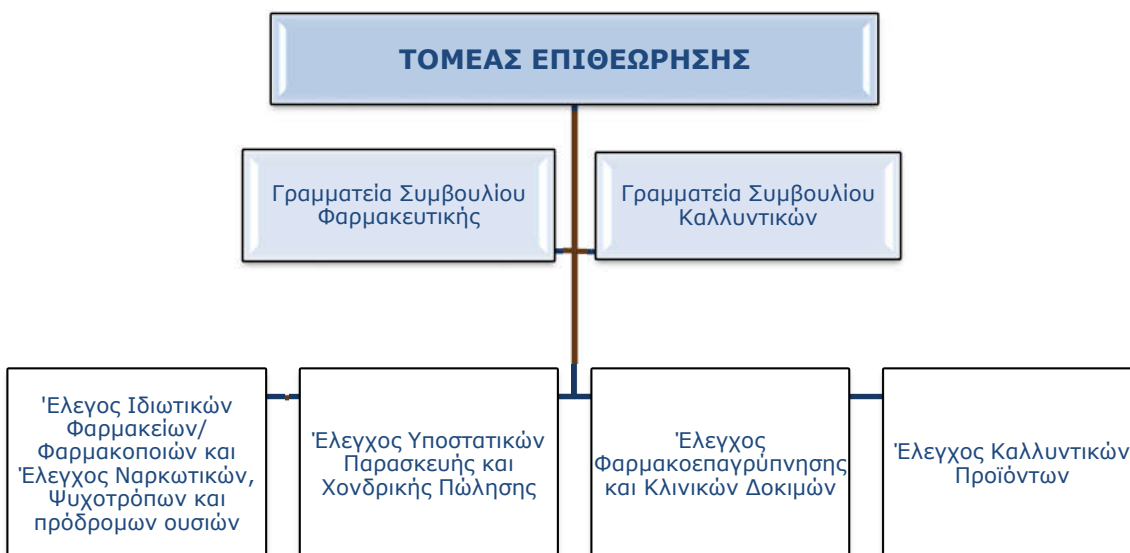 ΤΟΜΕΑΣ ΕΠΙΘΕΩΡΗΣΗΣ
Γραμματεία Συμβουλίου
Φαρμακευτικής
Γραμματεία Συμβουλίου
Καλλυντικών
'Ελεγος Ιδιωτικών
Φαρμακείων/
Φαρμακοποιών και
Έλεγχος Ναρκωτικών,
Ψυχοτρόπων και
πρόδρομων ουσιών
Έλεγχος Υποστατικών
Παρασκευής και
Χονδρικής Πώλησης
Έλεγχος
Φαρμακοεπαγρύπνησης
και Κλινικών Δοκιμών
Έλεγχος Καλλυντικών
Προϊόντων